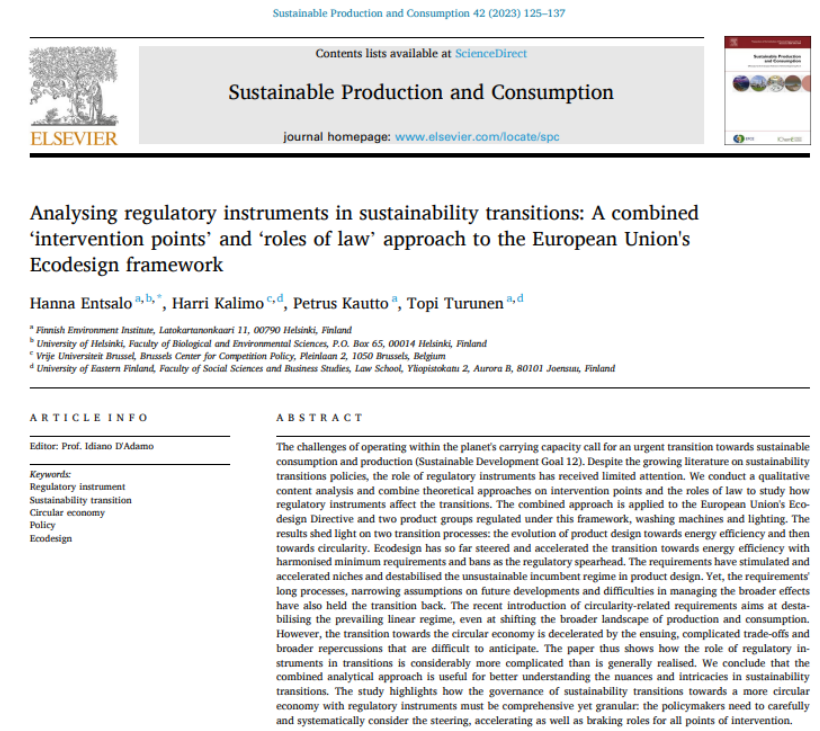 Sustainable Production and Consumption 42 (2023) 125–137
Contents lists available at ScienceDirect
Sustainable Production and Consumption
journal homepage: www.elsevier.com/locate/spc
ELSEVIER
Sustainable Production
and Consumption
Analysing regulatory instruments in sustainability transitions: A combined
‘intervention points’ and ‘roles of law’ approach to the European Union's
Ecodesign framework
Hanna Entsalo a,b,*, Harri Kalimo c,d, Petrus Kautto a, Topi Turunen a,d
a Finnish Environment Institute, Latokartanonkaari 11, 00790 Helsinki, Finland
b University of Helsinki, Faculty of Biological and Environmental Sciences, P.O. Box 65, 00014 Helsinki, Finland
c Vrije Universiteit Brussel, Brussels Center for Competition Policy, Pleinlaan 2, 1050 Brussels, Belgium
d University of Eastern Finland, Faculty of Social Sciences and Business Studies, Law School, Yliopistokatu 2, Aurora B, 80101 Joensuu, Finland
ARTICLE INFO
Editor: Prof. Idiano D'Adamo
Keywords:
Regulatory instrument
Sustainability transition
Circular economy
Policy
Ecodesign
ABSTRACT
The challenges of operating within the planet's carrying capacity call for an urgent transition towards sustainable
consumption and production (Sustainable Development Goal 12). Despite the growing literature on sustainability
transitions policies, the role of regulatory instruments has received limited attention. We conduct a qualitative
content analysis and combine theoretical approaches on intervention points and the roles of law to study how
regulatory instruments affect the transitions. The combined approach is applied to the European Union's Eco-
design Directive and two product groups regulated under this framework, washing machines and lighting. The
results shed light on two transition processes: the evolution of product design towards energy efficiency and then
towards circularity. Ecodesign has so far steered and accelerated the transition towards energy efficiency with
harmonised minimum requirements and bans as the regulatory spearhead. The requirements have stimulated and
accelerated niches and destabilised the unsustainable incumbent regime in product design. Yet, the requirements'
long processes, narrowing assumptions on future developments and difficulties in managing the broader effects
have also held the transition back. The recent introduction of circularity-related requirements aims at desta-
bilising the prevailing linear regime, even at shifting the broader landscape of production and consumption.
However, the transition towards the circular economy is decelerated by the ensuing, complicated trade-offs and
broader repercussions that are difficult to anticipate. The paper thus shows how the role of regulatory in-
struments in transitions is considerably more complicated than is generally realised. We conclude that the
combined analytical approach is useful for better understanding the nuances and intricacies in sustainability
transitions. The study highlights how the governance of sustainability transitions towards a more circular
economy with regulatory instruments must be comprehensive yet granular: the policymakers need to carefully
and systematically consider the steering, accelerating as well as braking roles for all points of intervention.